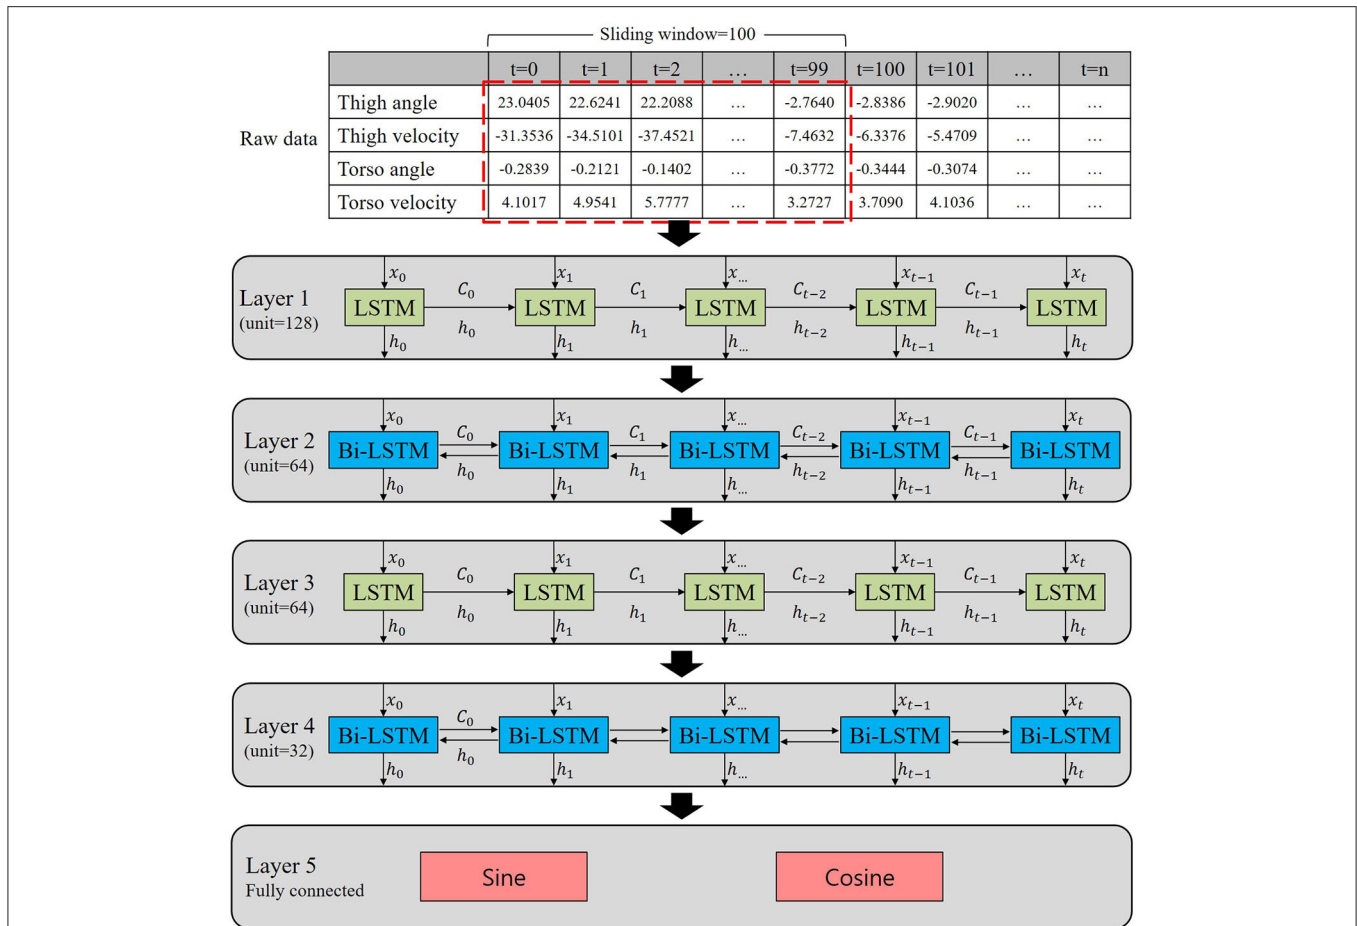 Sliding window=100
t=0 t=1 t=2 … t=99 t=100 t=101 … t=n
Thigh angle 23.0405 22.6241 22.2088 … -2.7640 -2.8386 -2.9020 … …
Raw data
Thigh velocity -31.3536 -34.5101 -37.4521 … -7.4632 -6.3376 -5.4709 … …
Torso angle -0.2839 -0.2121 -0.1402 … -0.3772 -0.3444 -0.3074 … …
Torso velocity 4.1017 4.9541 5.7777 … 3.2727 3.7090 4.1036 … …
x₀ x₁ x… xₜ₋₁ xₜ
Layer 1 C₀ C₁ Cₜ₋₂ Cₜ₋₁
LSTM LSTM LSTM LSTM LSTM
(unit=128) h₀ h₁ hₜ₋₂ hₜ₋₁
h₀ h₁ h… hₜ₋₁ hₜ
x₀ x₁ x… xₜ₋₁ xₜ
Layer 2 C₀ C₁ Cₜ₋₂ Cₜ₋₁
Bi-LSTM Bi-LSTM Bi-LSTM Bi-LSTM Bi-LSTM
(unit=64) h₀ h₁ hₜ₋₂ hₜ₋₁
h₀ h₁ h… hₜ₋₁ hₜ
x₀ x₁ x… xₜ₋₁ xₜ
Layer 3 C₀ C₁ Cₜ₋₂ Cₜ₋₁
LSTM LSTM LSTM LSTM LSTM
(unit=64) h₀ h₁ hₜ₋₂ hₜ₋₁
h₀ h₁ h… hₜ₋₁ hₜ
x₀ x₁ x… xₜ₋₁ xₜ
Layer 4 C₀
Bi-LSTM Bi-LSTM Bi-LSTM Bi-LSTM Bi-LSTM
(unit=32) h₀
h₀ h₁ h… hₜ₋₁ hₜ
Layer 5
Fully connected
Sine Cosine